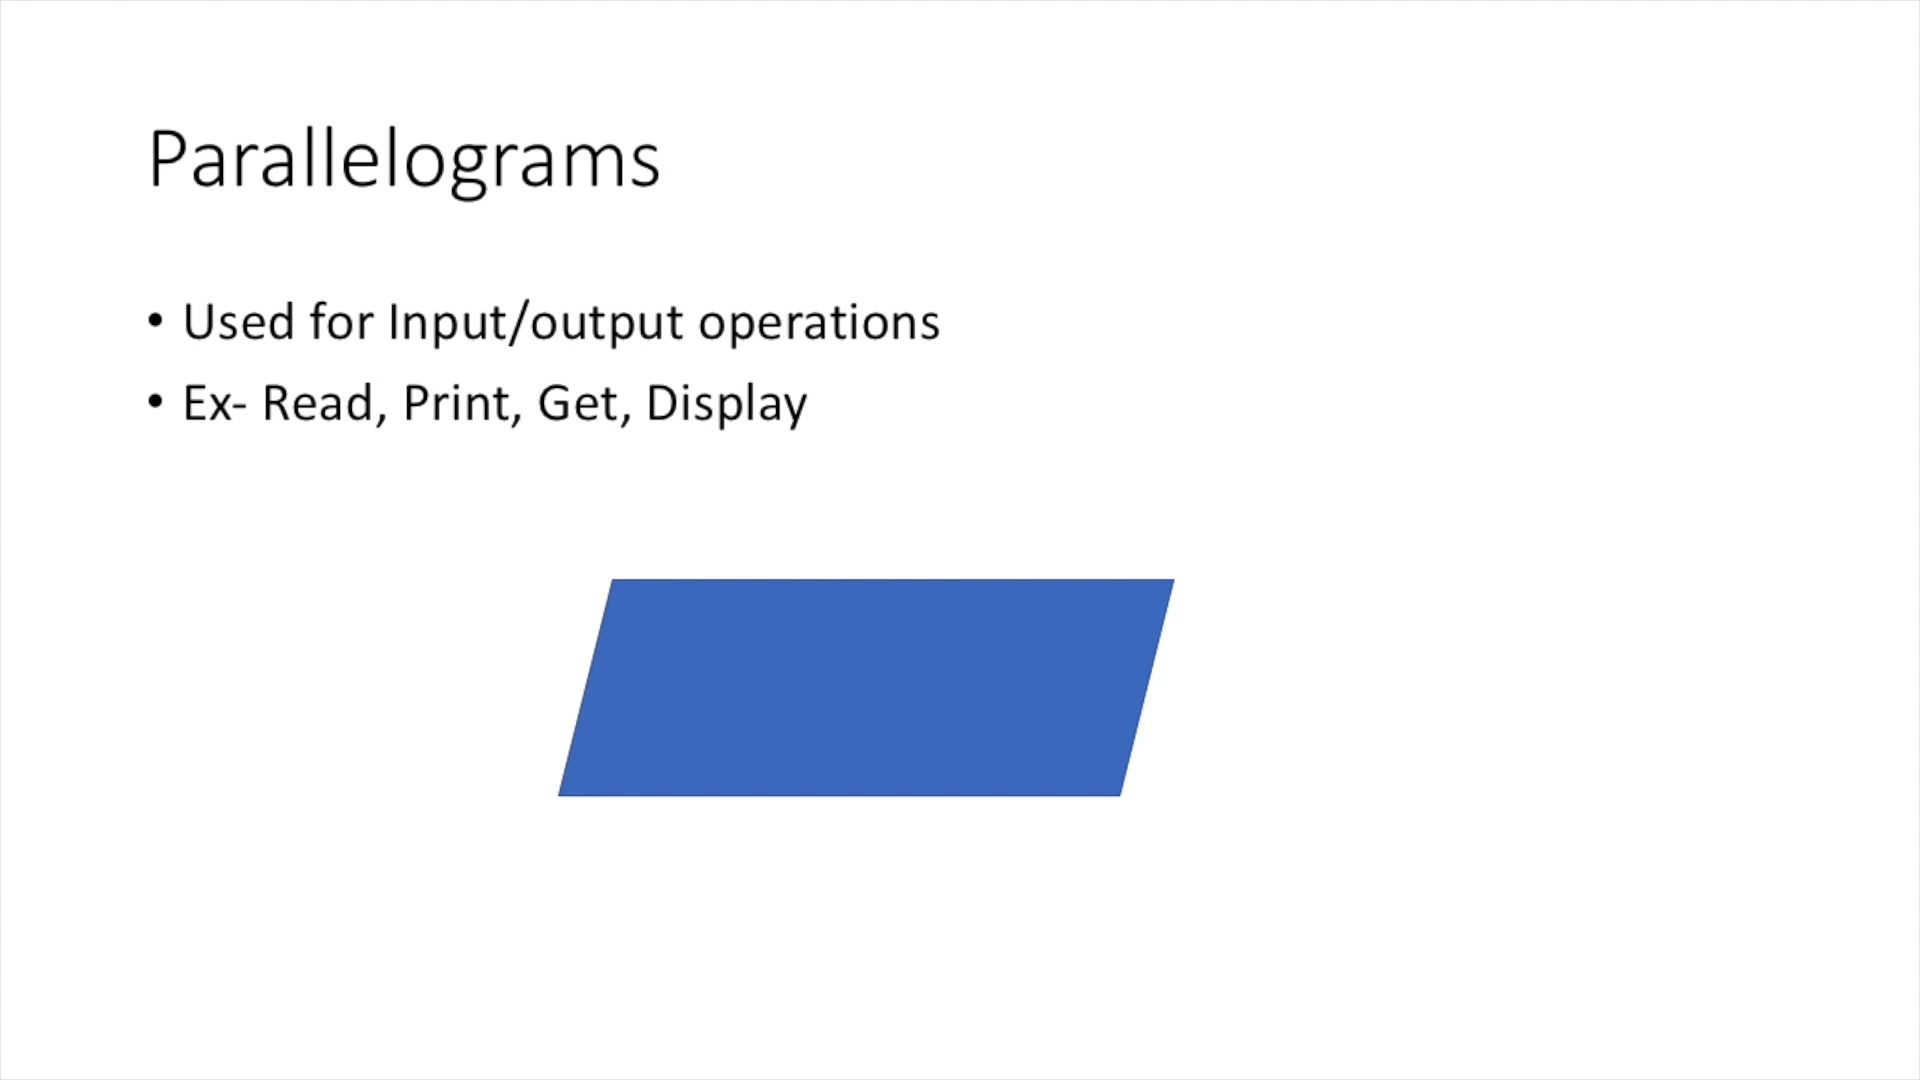 Parallelograms
• Used for Input/output operations
• Ex- Read, Print, Get, Display